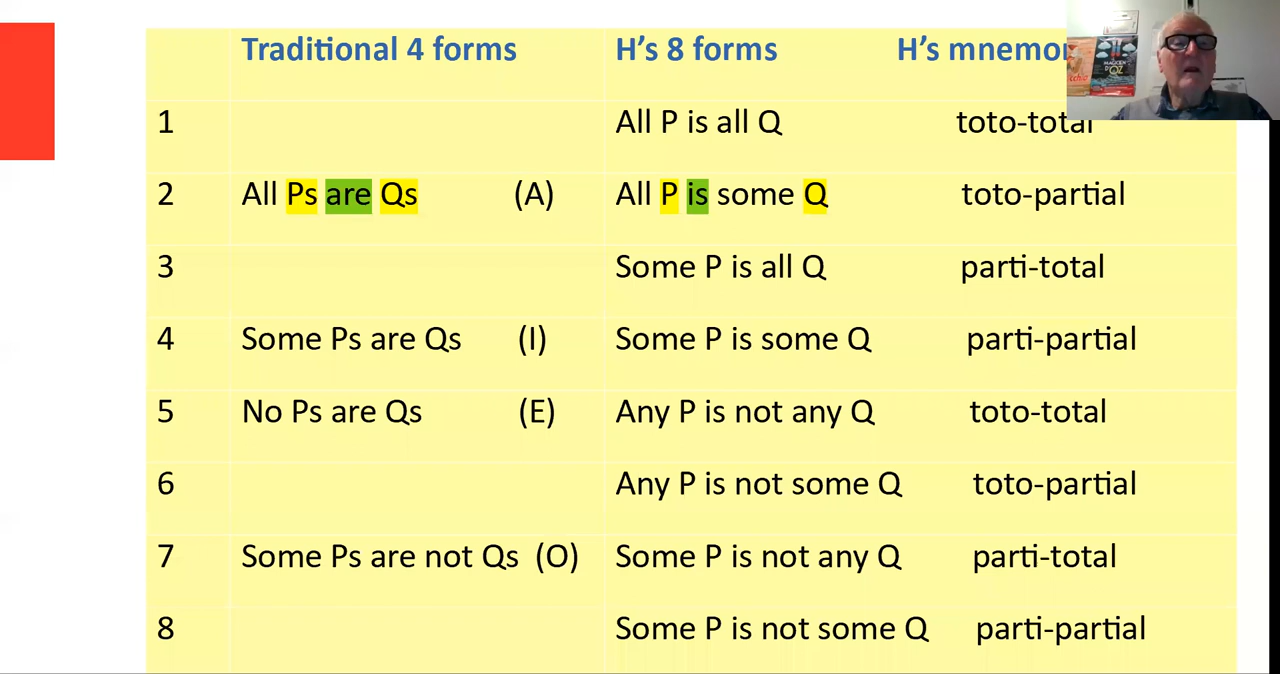 Traditional 4 forms H's 8 forms H's
1 All P is all Q toto-total
2 All Ps are Qs (A) All P is some Q toto-partial
3 Some P is all Q parti-total
4 Some Ps are Qs (I) Some P is some Q parti-partial
5 No Ps are Qs (E) Any P is not any Q toto-total
6 Any P is not some Q toto-partial
7 Some Ps are not Qs (O) Some P is not any Q parti-total
8 Some P is not some Q parti-partial